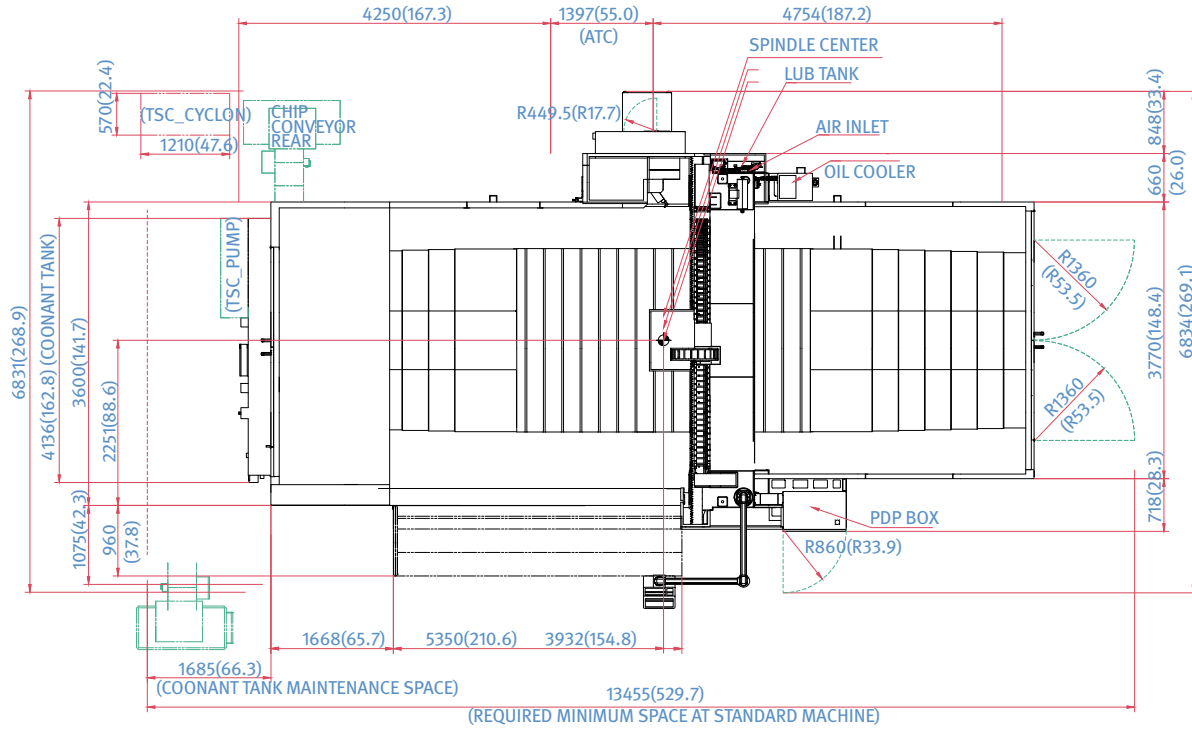 4250(167.3)
1397(55.0)
(ATC)
4754(187.2)
SPINDLE CENTER
LUB TANK
AIR INLET
OIL COOLER
R449.5(R17.7)
570(22.4)
(TSC_CYCLON)
1210(47.6)
CHIP
CONVEYOR
REAR
848(33.4)
660
(26.0)
6831(268.9)
4136(162.8) (COONANT TANK)
3600(141.7)
2251(88.6)
(TSC_PUMP)
R1360
(R53.5)
R1360
(R53.5)
3770(148.4)
6834(269.1)
1075(42.3)
960
(37.8)
718(28.3)
PDP BOX
R860(R33.9)
1668(65.7)
5350(210.6)
3932(154.8)
1685(66.3)
(COONANT TANK MAINTENANCE SPACE)
13455(529.7)
(REQUIRED MINIMUM SPACE AT STANDARD MACHINE)